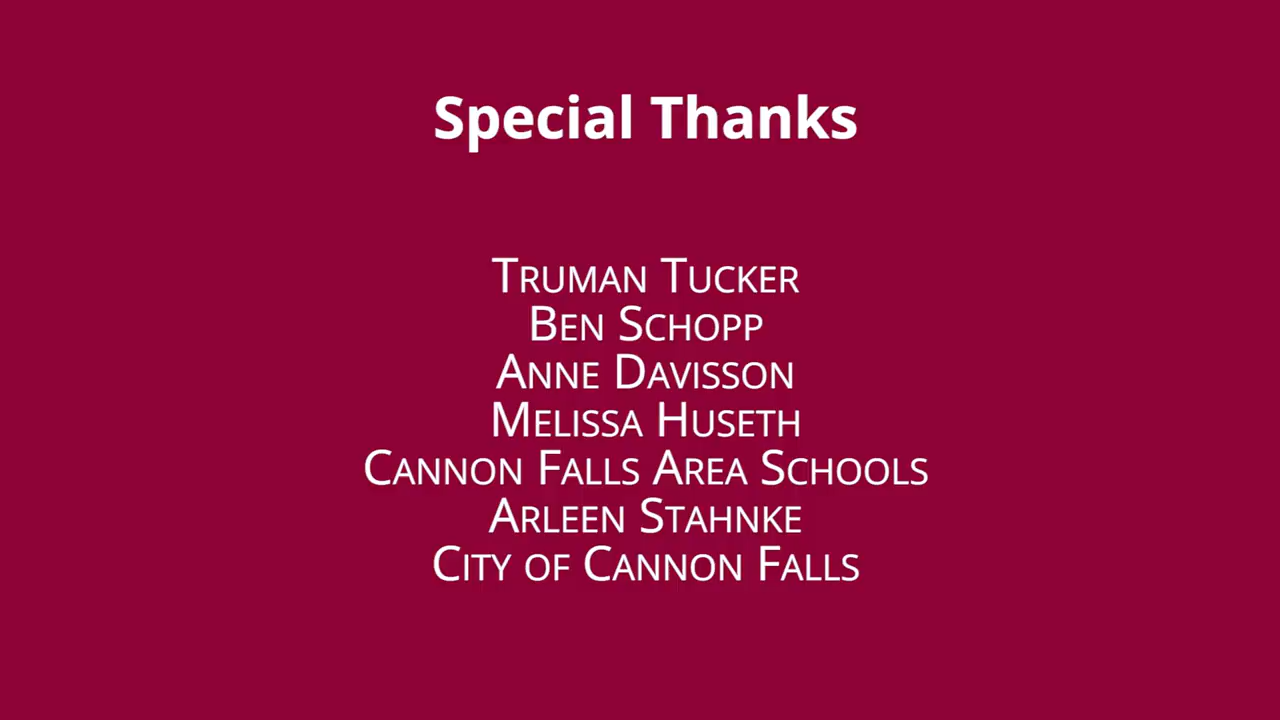 Special Thanks
Truman Tucker
Ben Schopp
Anne Davisson
Melissa Huseth
Cannon Falls Area Schools
Arleen Stahnke
City of Cannon Falls